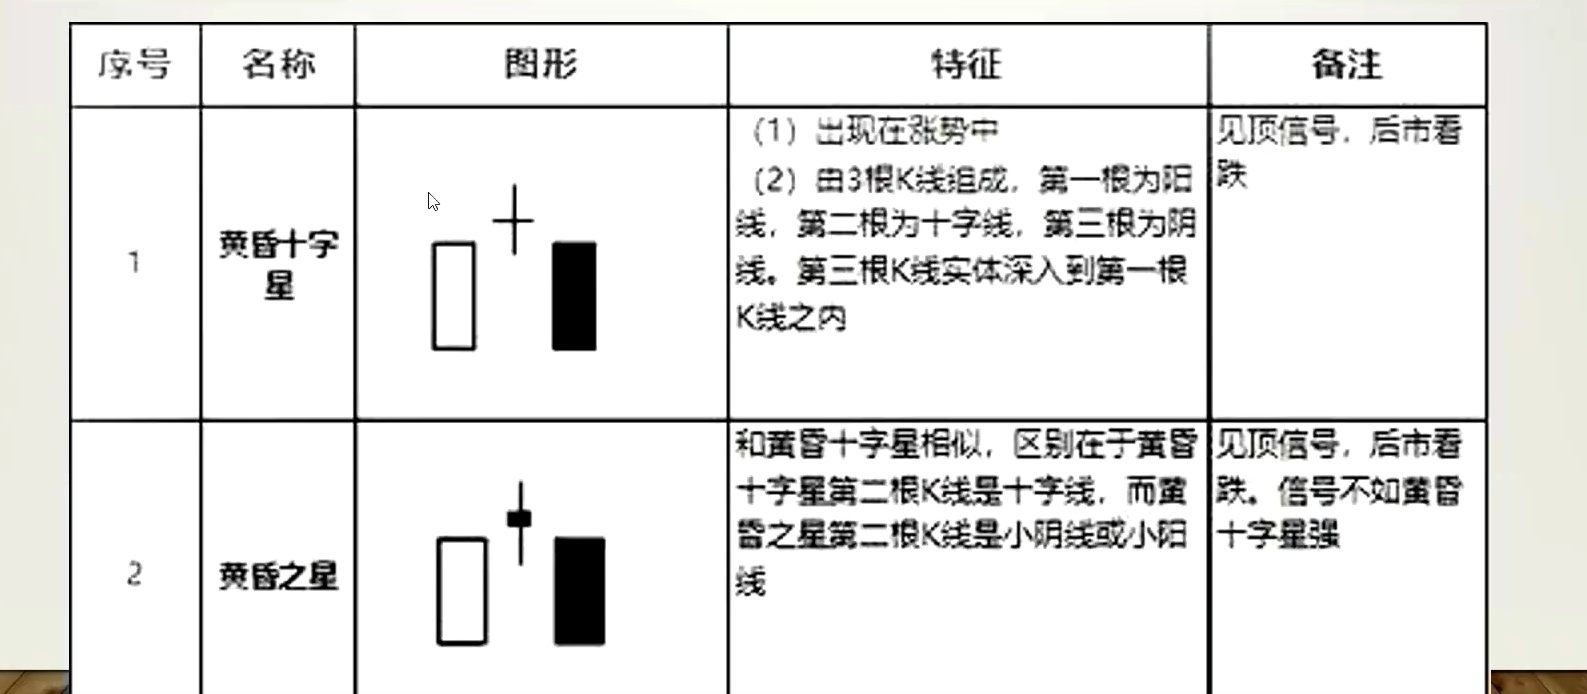 序号 名称 图形 特征 备注
1
黄昏十字
星
（1）出现在涨势中
（2）由3根K线组成，第一根为阳
线，第二根为十字线，第三根为阴
线。第三根K线实体深入到第一根
K线之内
见顶信号，后市看
跌
2
黄昏之星
和黄昏十字星相似，区别在于黄昏
十字星第二根K线是十字线，而黄
昏之星第二根K线是小阴线或小阳
线
见顶信号，后市看
跌。信号不如黄昏
十字星强